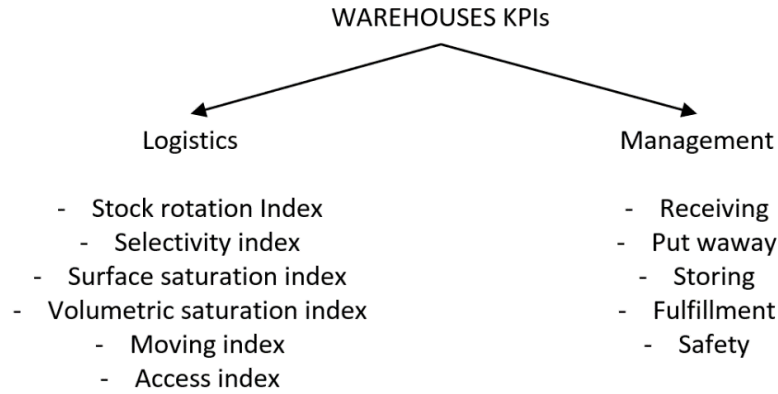 WAREHOUSES KPIs
Logistics
- Stock rotation Index
- Selectivity index
- Surface saturation index
- Volumetric saturation index
- Moving index
- Access index
Management
- Receiving
- Put waway
- Storing
- Fulfillment
- Safety